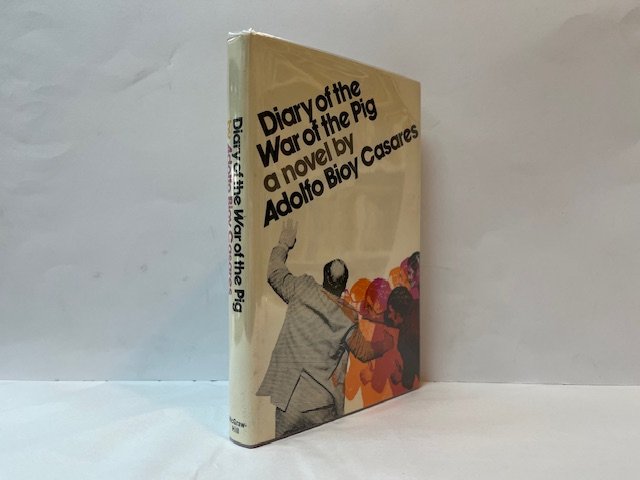 Diary of the
War of the Pig
a novel by
Adolfo Bioy Casares
Diary of the War of the Pig
by Adolfo Bioy Casares
McGraw-
Hill